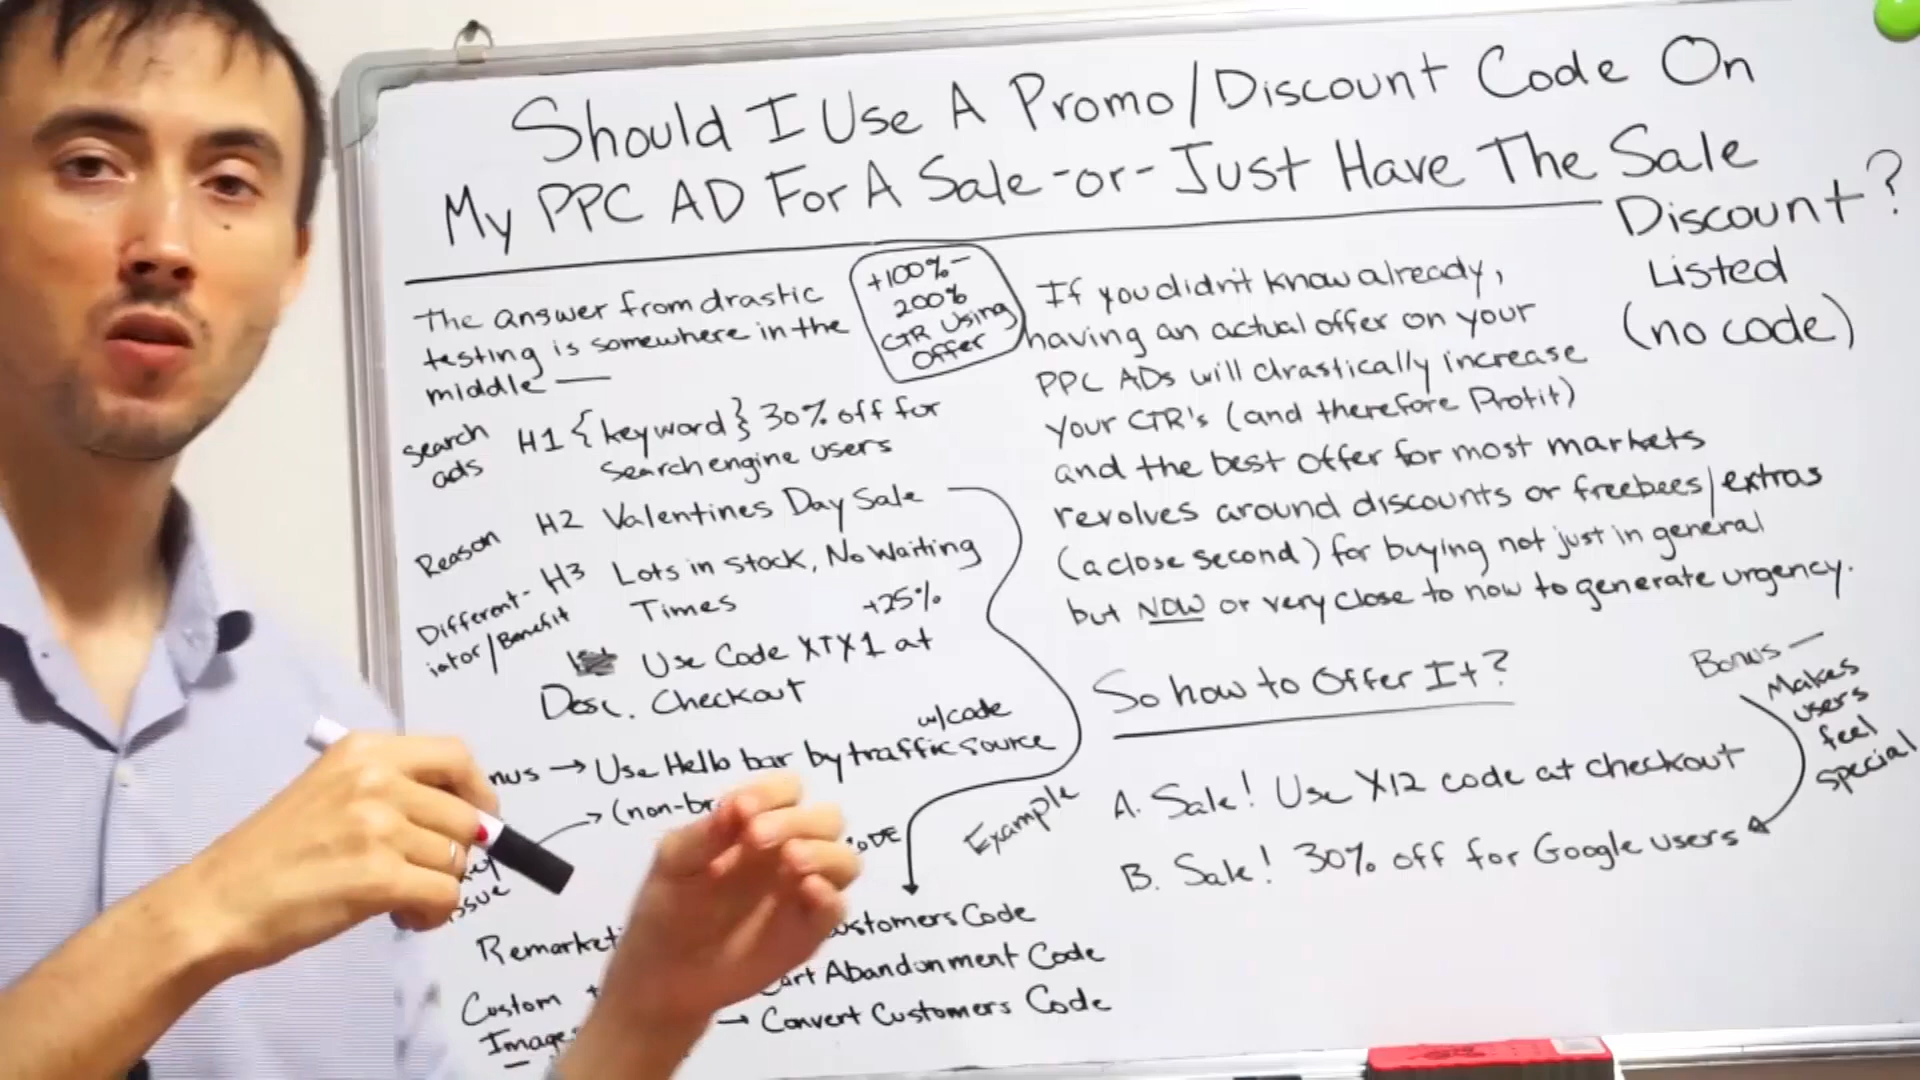 Should I Use A Promo/Discount Code On
My PPC AD For A Sale -or- Just Have The Sale
Discount?
Listed
(no code)
The answer from drastic
testing is somewhere in the
middle —
+100%-
200%
CTR Using
Offer
search
ads
H1 {keyword} 30% off for
Search engine users
Reason
H2 Valentines Day Sale
Different-
iator/Benefit
H3 Lots in stock, No Waiting
Times
+25%
Use Code XTX1 at
Desc. Checkout
w/code
nus → Use Hello bar by traffic source
→ (non-br
ODE
ssue
Remarketi
ustomers Code
art Abandonment Code
Custom +
Image
→ Convert Customers Code
Example
If you didn't know already,
having an actual offer on your
PPC ADs will drastically increase
your CTR's (and therefore Profit)
and the best offer for most markets
revolves around discounts or freebees/extras
(a close second) for buying not just in general
but NOW or very close to now to generate urgency.
So how to Offer It?
Bonus —
Makes
users
feel
special
A. Sale! Use X12 code at checkout
B. Sale! 30% off for Google users